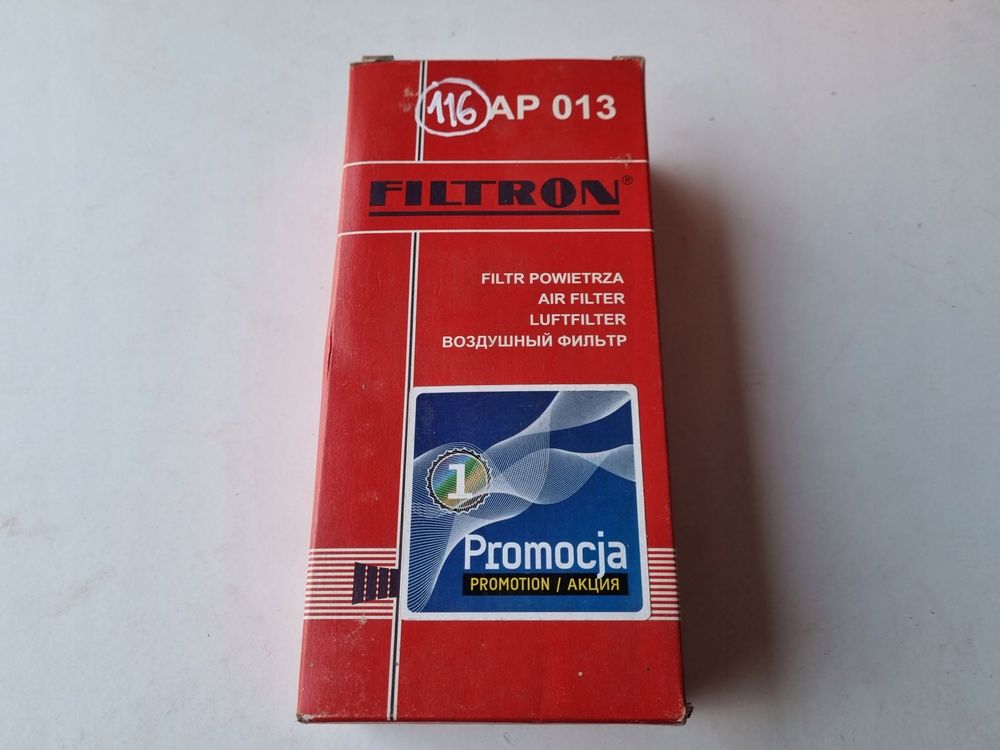 116 AP 013
FILTRON®
FILTR POWIETRZA
AIR FILTER
LUFTFILTER
ВОЗДУШНЫЙ ФИЛЬТР
1
Promocja
PROMOTION / АКЦИЯ